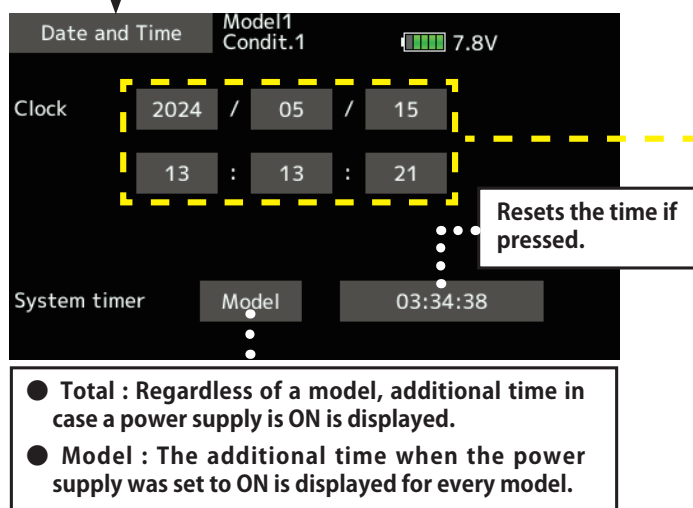 Date and Time
Model1
Condit.1
7.8V
Clock
2024 / 05 / 15
13 : 13 : 21
Resets the time if
pressed.
System timer
Model
03:34:38
● Total : Regardless of a model, additional time in
case a power supply is ON is displayed.
● Model : The additional time when the power
supply was set to ON is displayed for every model.